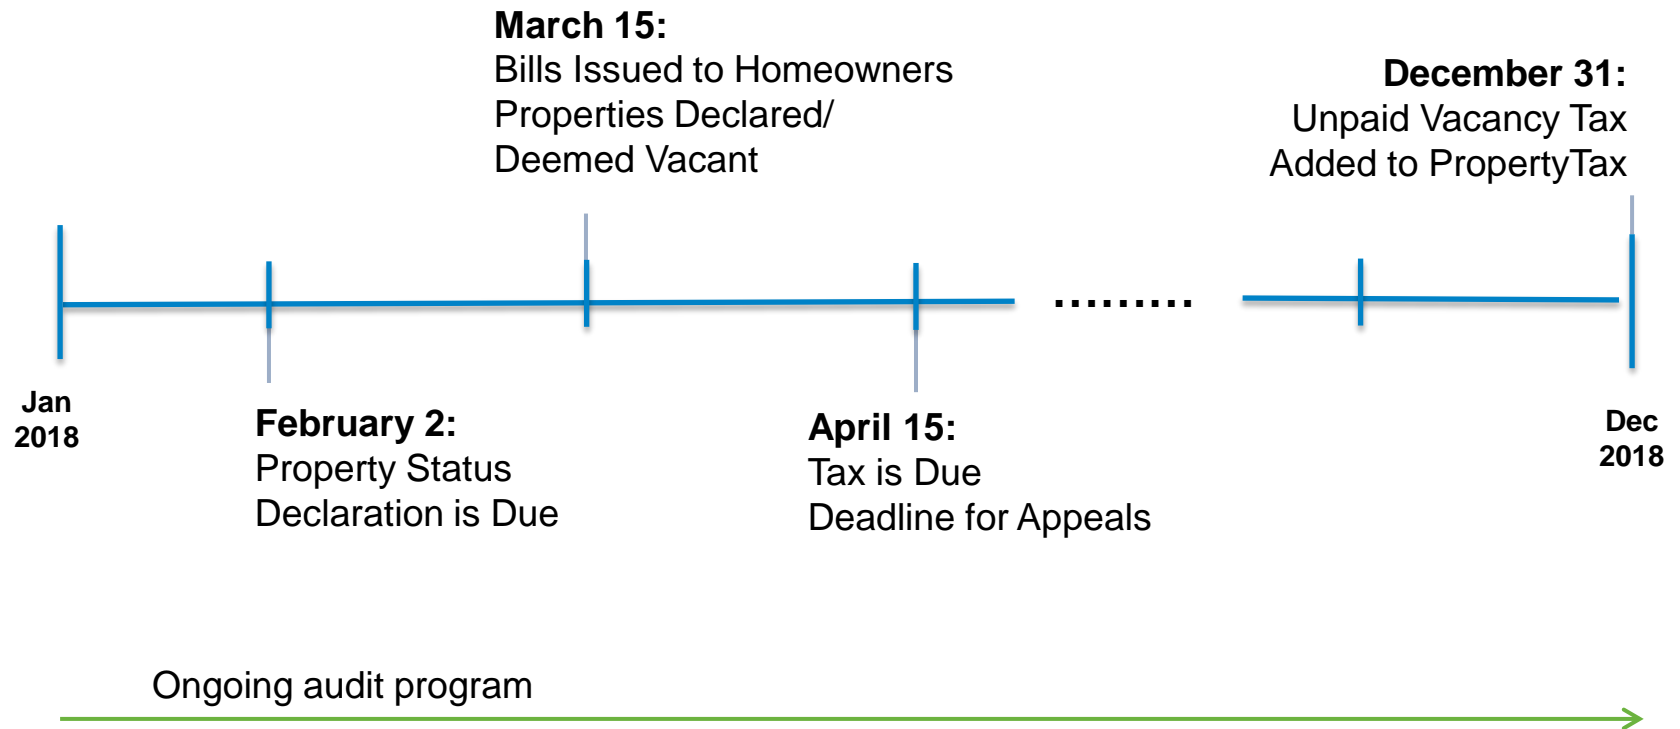 March 15:
Bills Issued to Homeowners
Properties Declared/
Deemed Vacant
December 31:
Unpaid Vacancy Tax
Added to PropertyTax
.........
Jan
2018
February 2:
Property Status
Declaration is Due
April 15:
Tax is Due
Deadline for Appeals
Dec
2018
Ongoing audit program